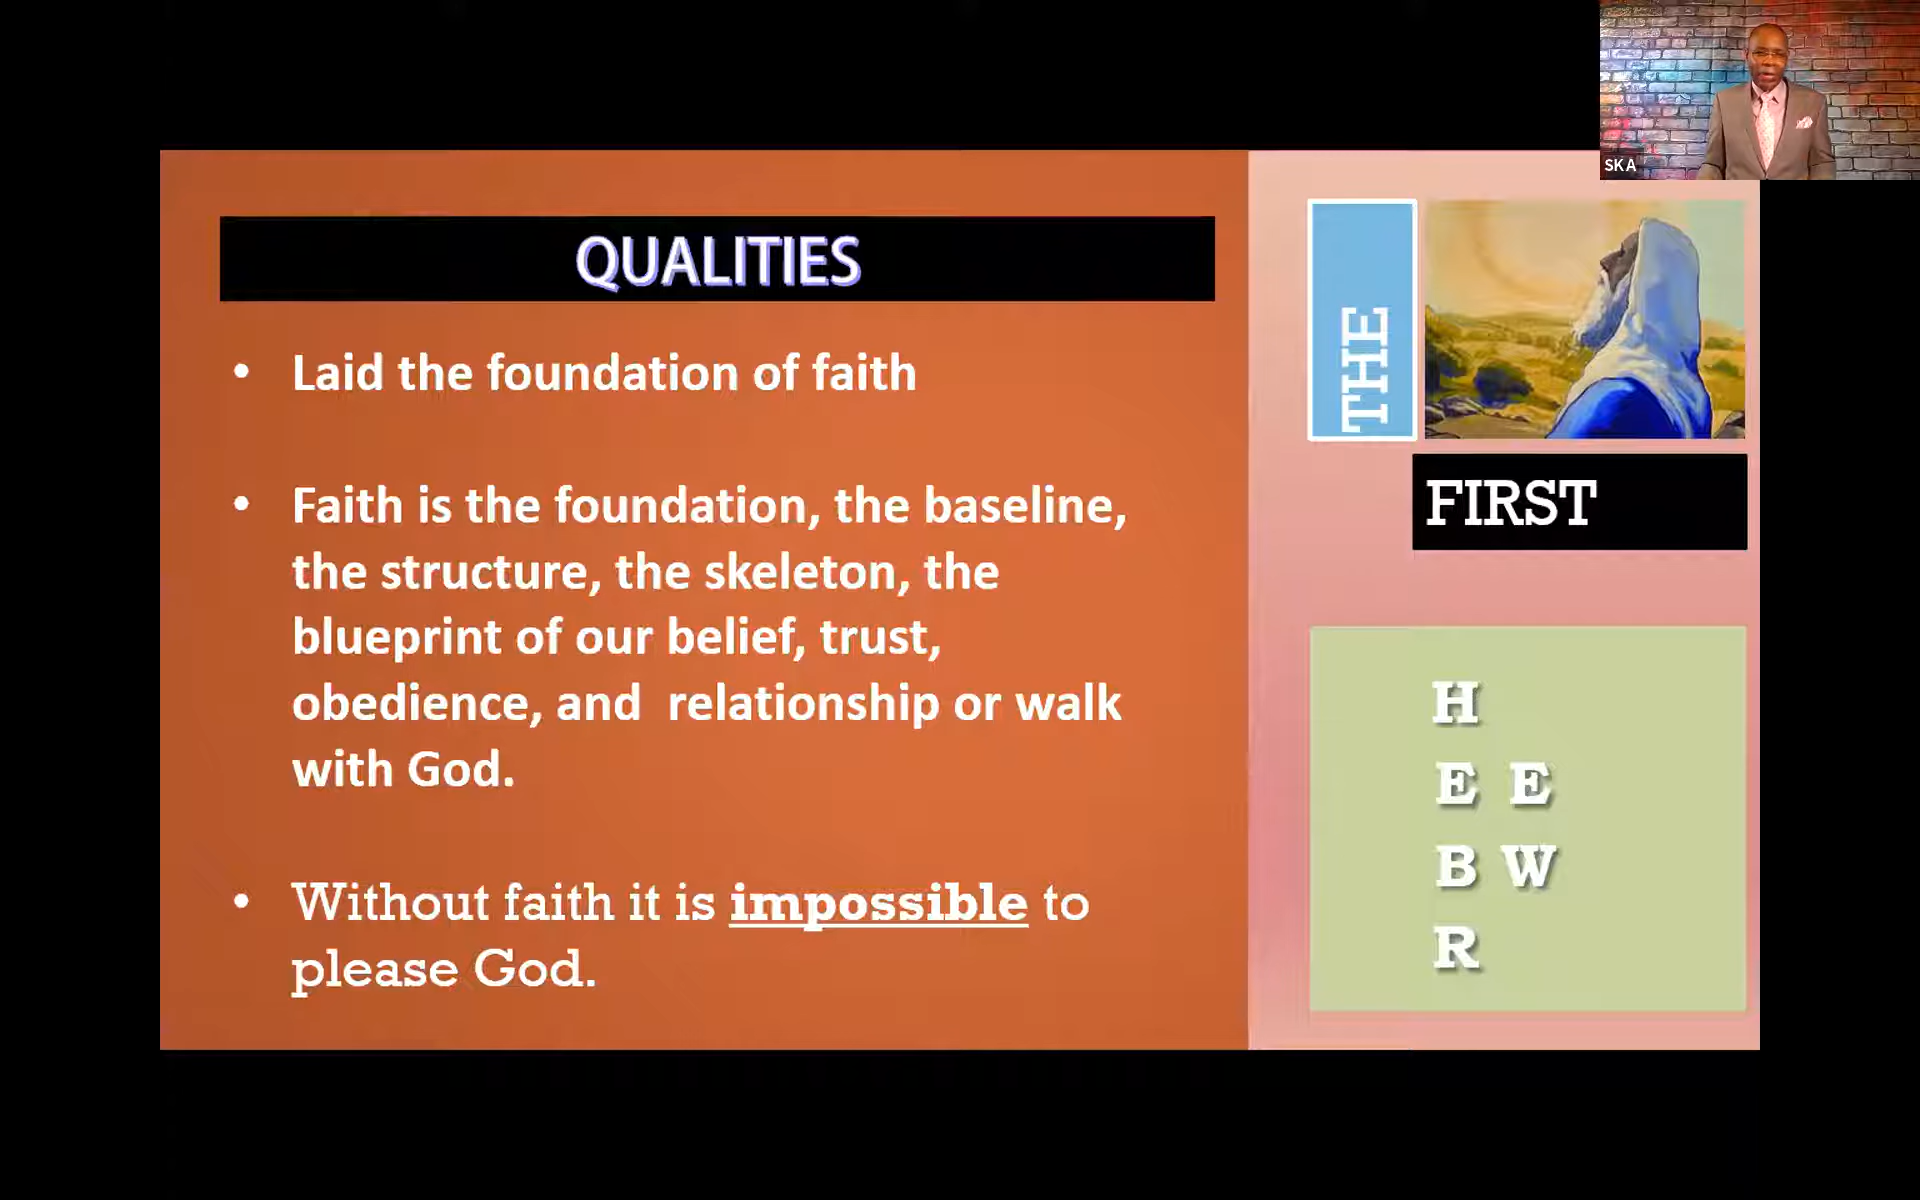 SKA
QUALITIES
• Laid the foundation of faith
• Faith is the foundation, the baseline,
the structure, the skeleton, the
blueprint of our belief, trust,
obedience, and relationship or walk
with God.
• Without faith it is impossible to
please God.
THE
FIRST
H
E E
B W
R